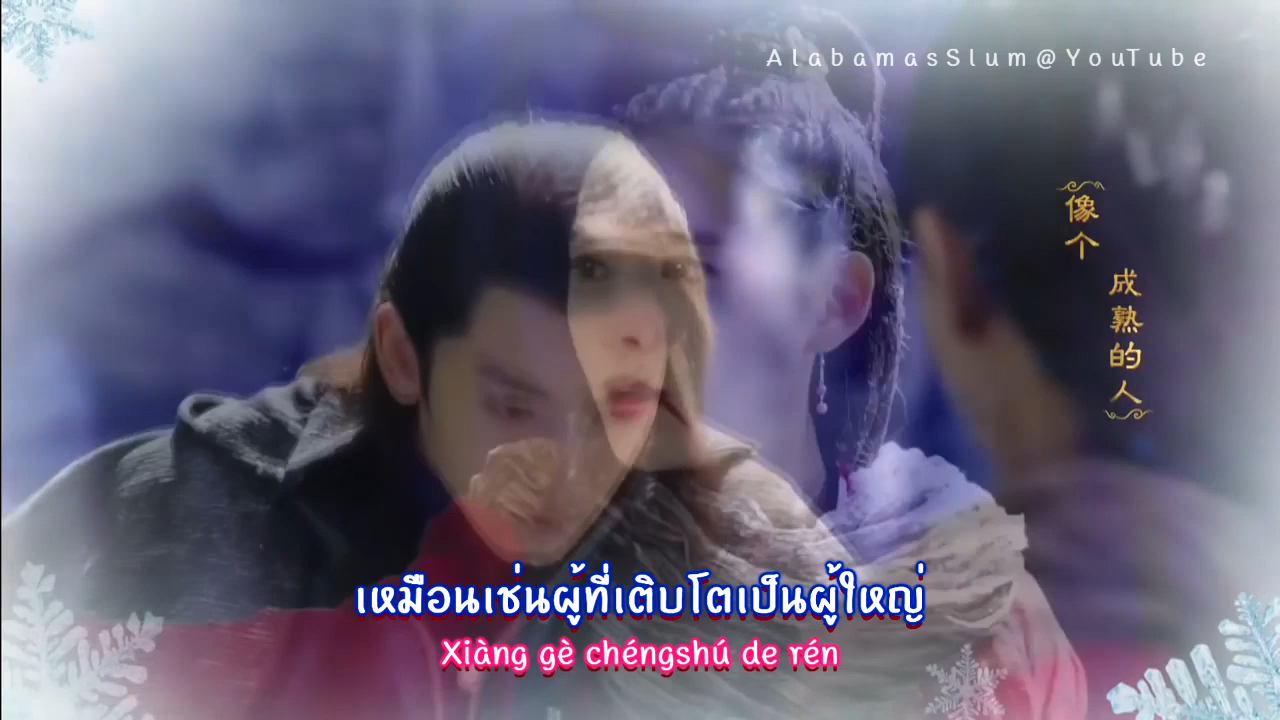 AlabamasSlum@YouTube
像个
成熟的人
เหมือนเช่นผู้ที่เติบโตเป็นผู้ใหญ่
Xiàng gè chéngshú de rén